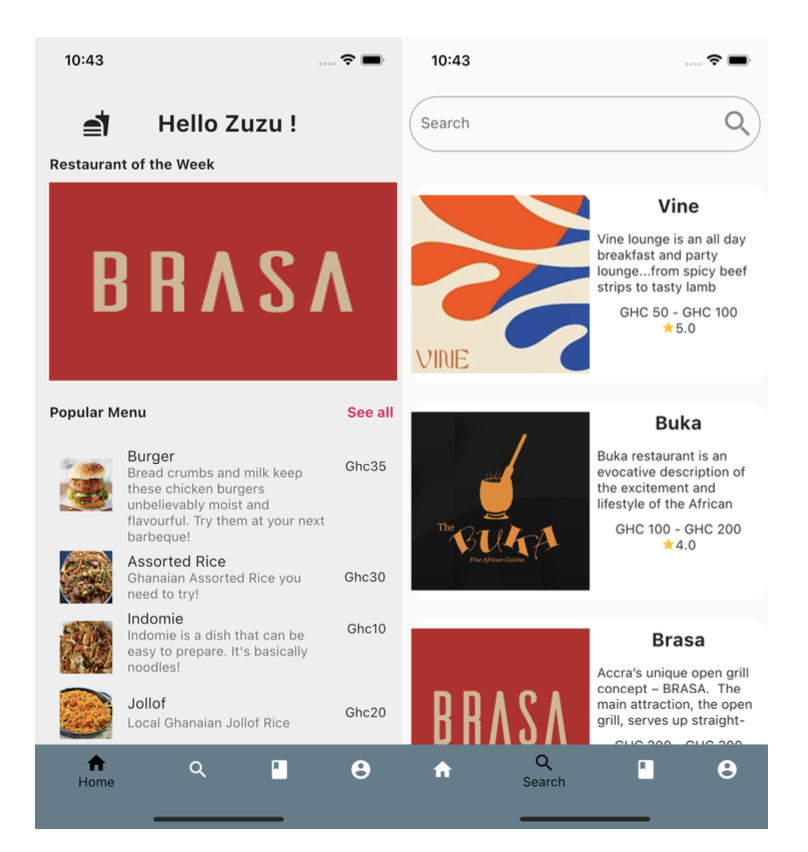 10:43
Hello Zuzu !
Restaurant of the Week
BRASA
Popular Menu
See all
Burger
Ghc35
Bread crumbs and milk keep
these chicken burgers
unbelievably moist and
flavourful. Try them at your next
barbeque!
Assorted Rice
Ghc30
Ghanaian Assorted Rice you
need to try!
Indomie
Ghc10
Indomie is a dish that can be
easy to prepare. It's basically
noodles!
Jollof
Ghc20
Local Ghanaian Jollof Rice
Home
10:43
Search
VINE
Vine
Vine lounge is an all day
breakfast and party
lounge...from spicy beef
strips to tasty lamb
GHC 50 - GHC 100
5.0
The
BUKA
Fine African Cuisine
Buka
Buka restaurant is an
evocative description of
the excitement and
lifestyle of the African
GHC 100 - GHC 200
4.0
BRASA
Brasa
Accra's unique open grill
concept – BRASA. The
main attraction, the open
grill, serves up straight-
GHC 200 - GHC 300
Search